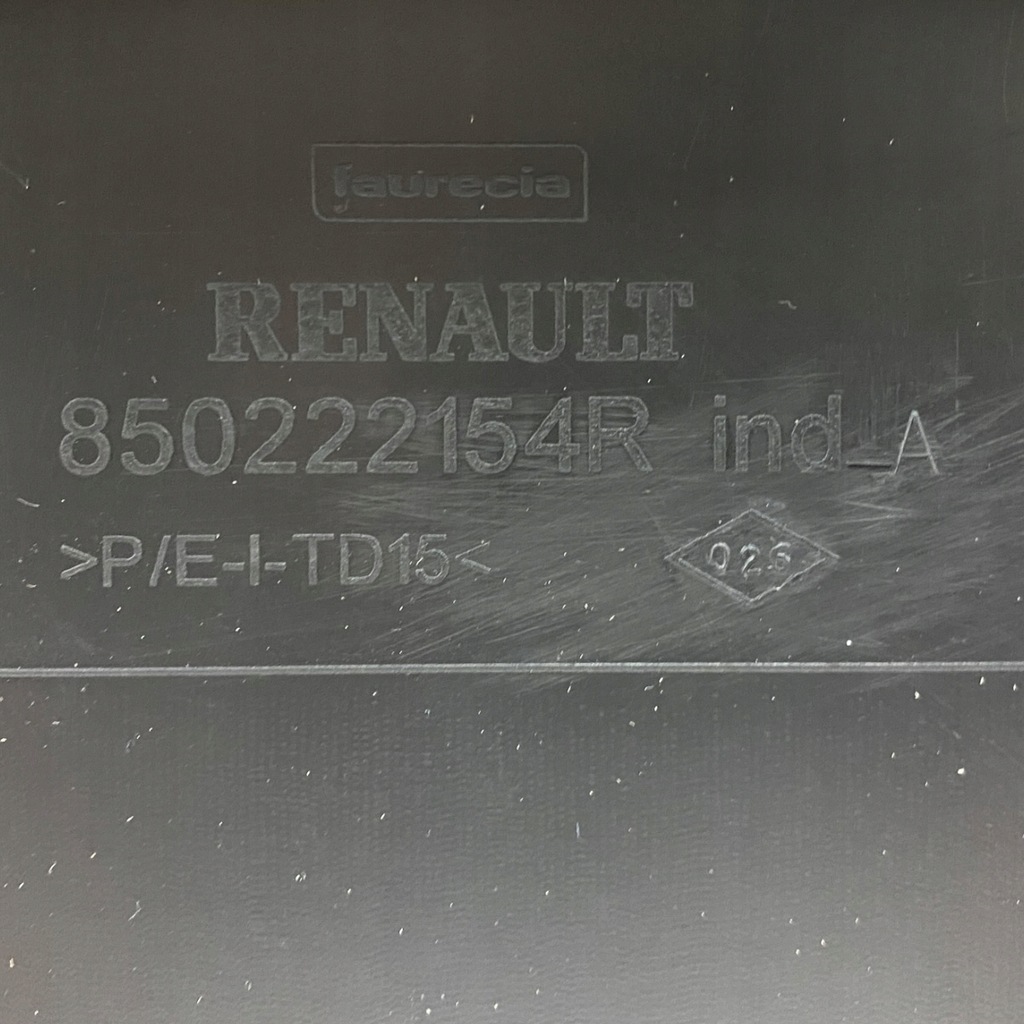 faurecia
RENAULT
850222154R ind_A
>P/E-I-TD15<
026